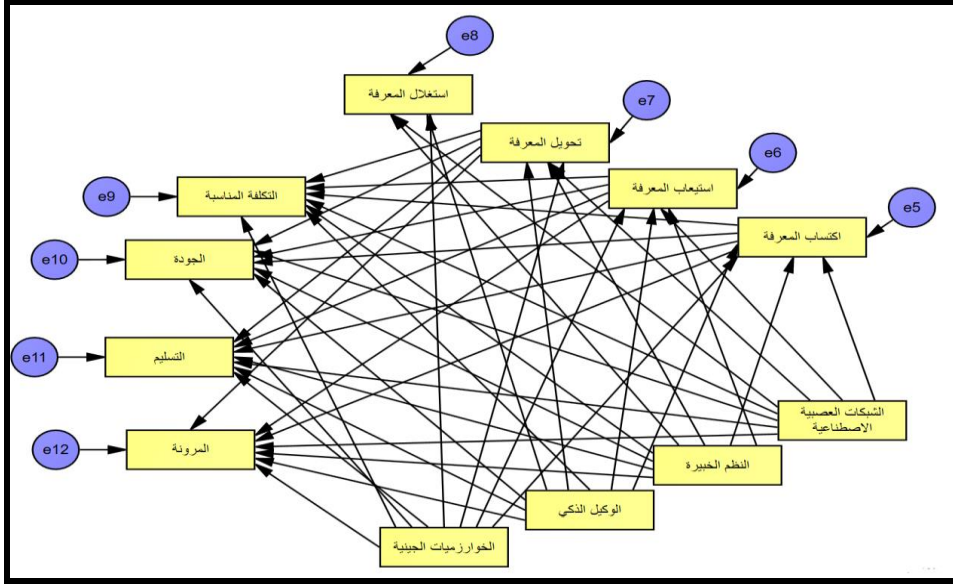 e8
استغلال المعرفة
e7
تحويل المعرفة
e6
استيعاب المعرفة
e9
التكلفة المناسبة
e5
اكتساب المعرفة
e10
الجودة
e11
التسليم
الشبكات العصبية
الاصطناعية
e12
المرونة
النظم الخبيرة
الوكيل الذكي
الخوارزميات الجينية